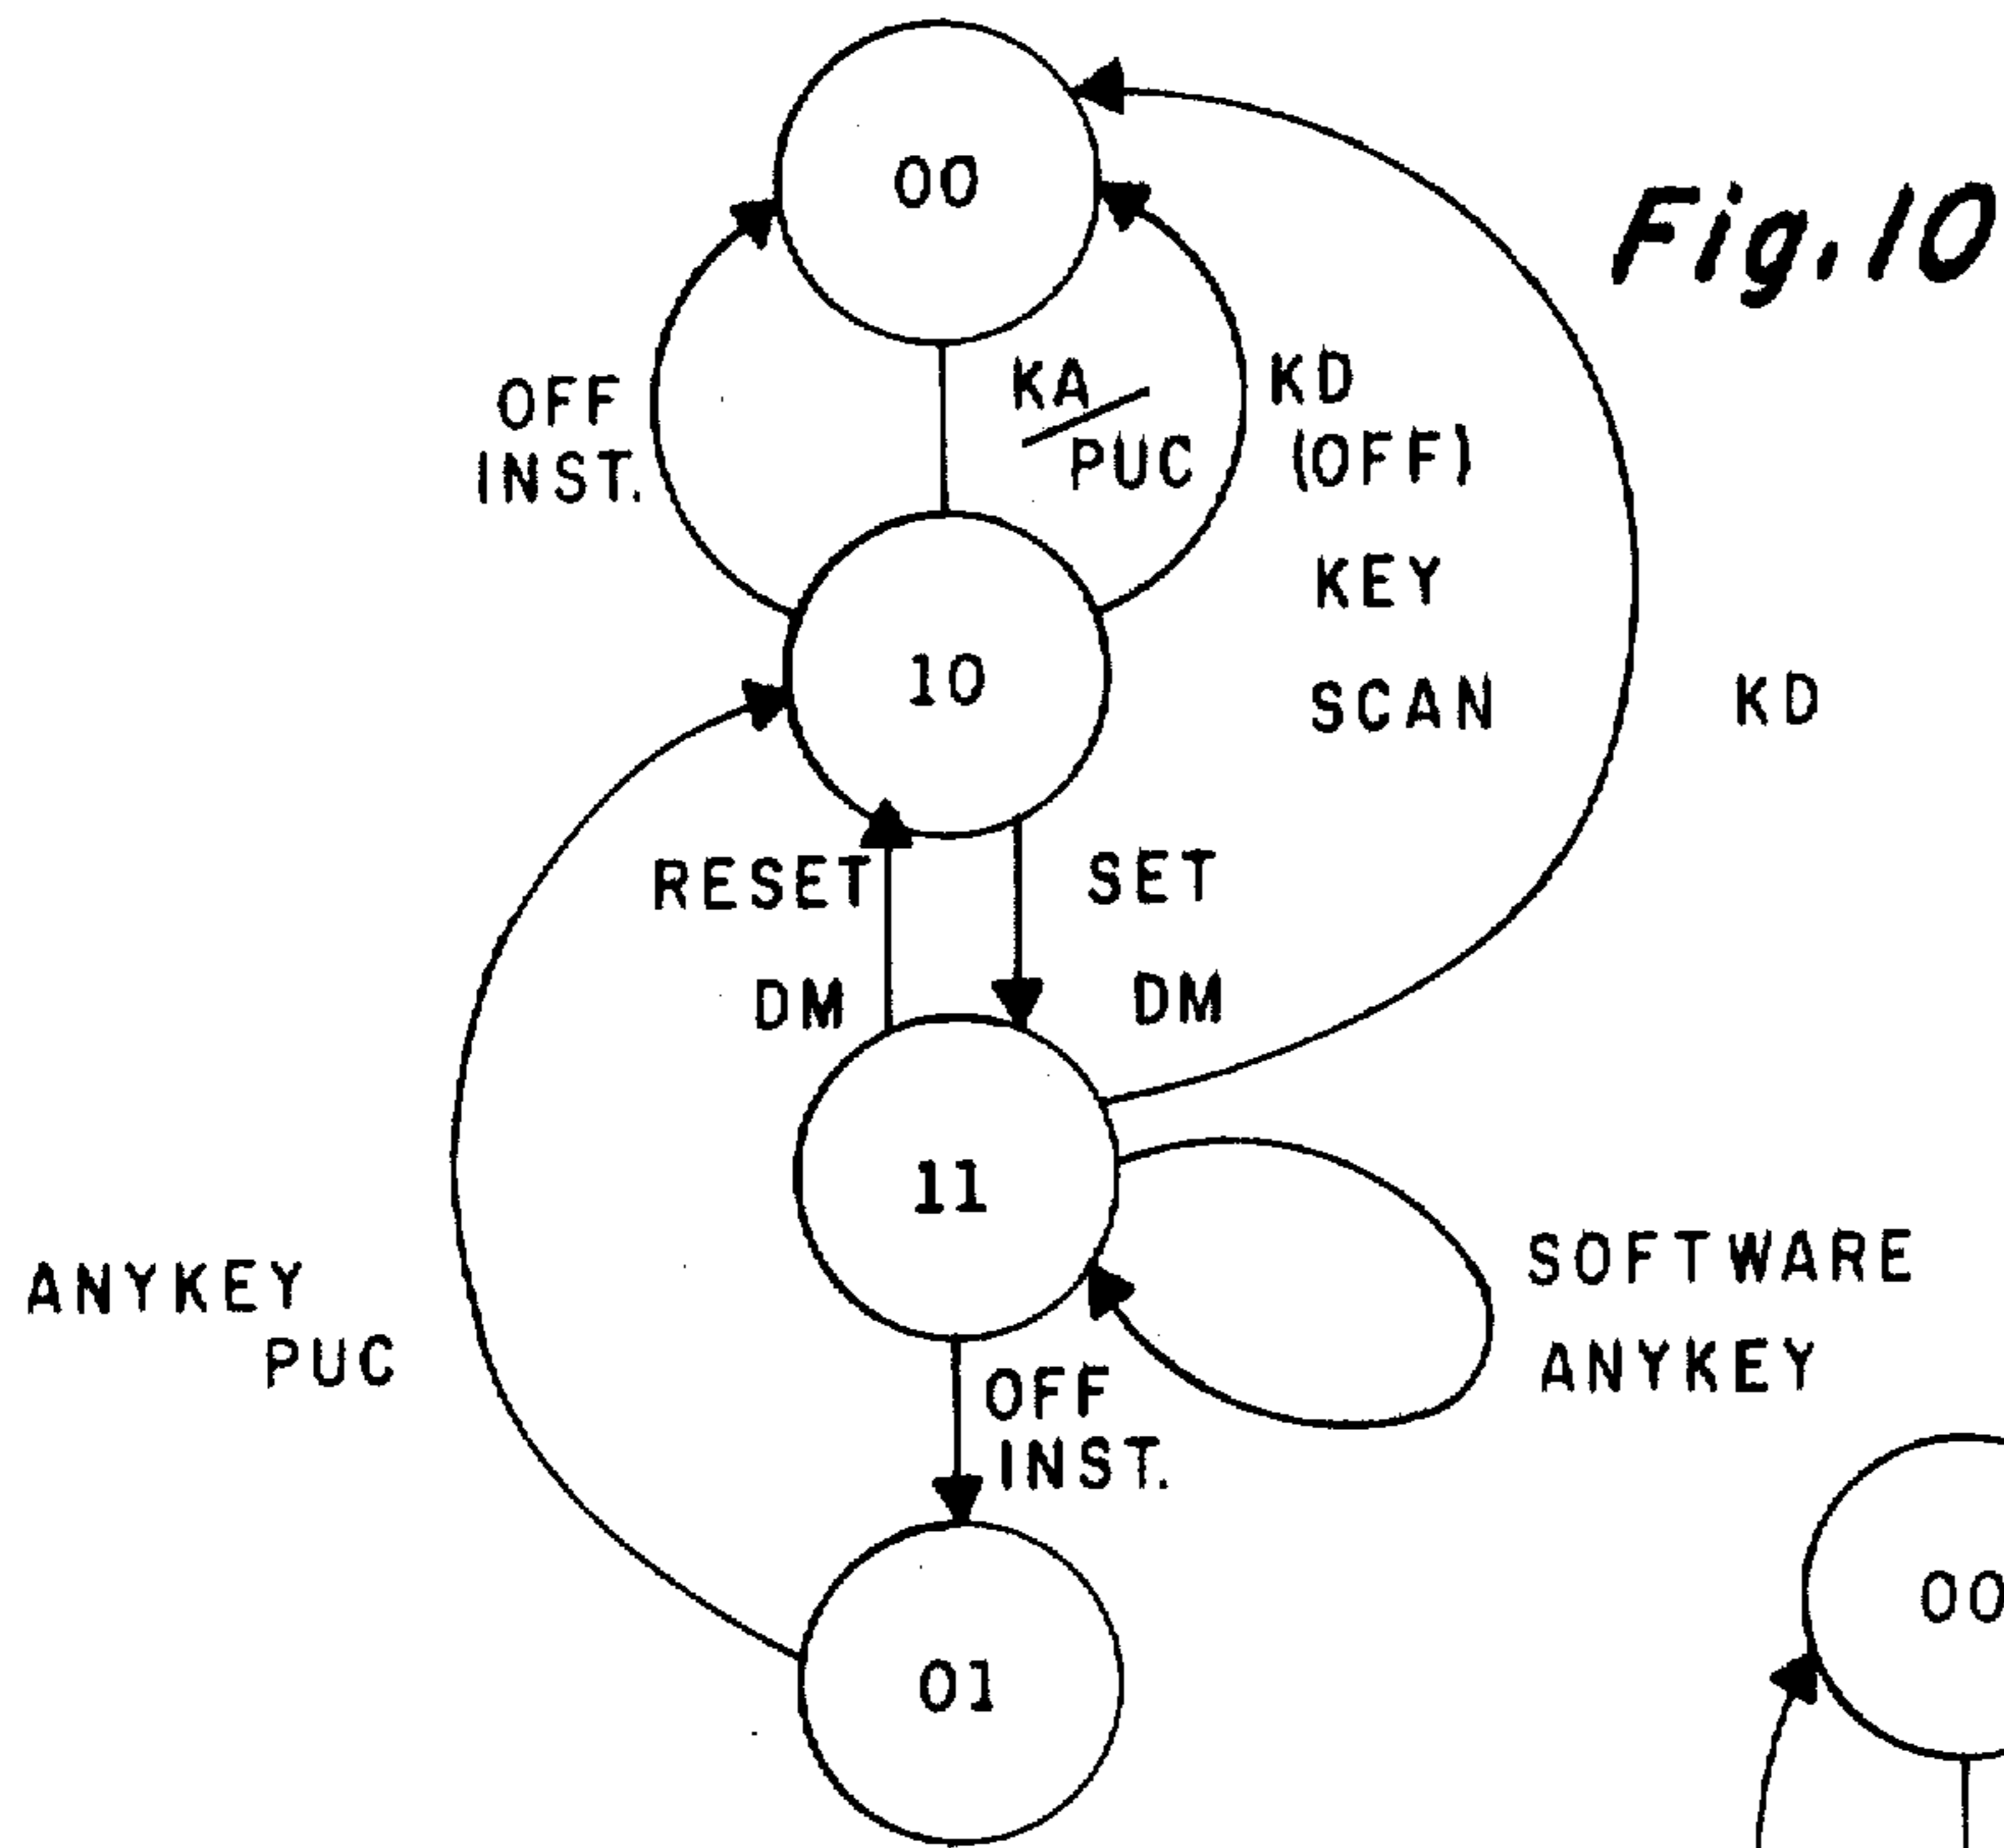 00
Fig.10
KA
PUC
KD
(OFF)
OFF
INST.
KEY
SCAN
10
KD
RESET
DM
SET
DM
11
ANYKEY
PUC
SOFTWARE
ANYKEY
OFF
INST.
00
01